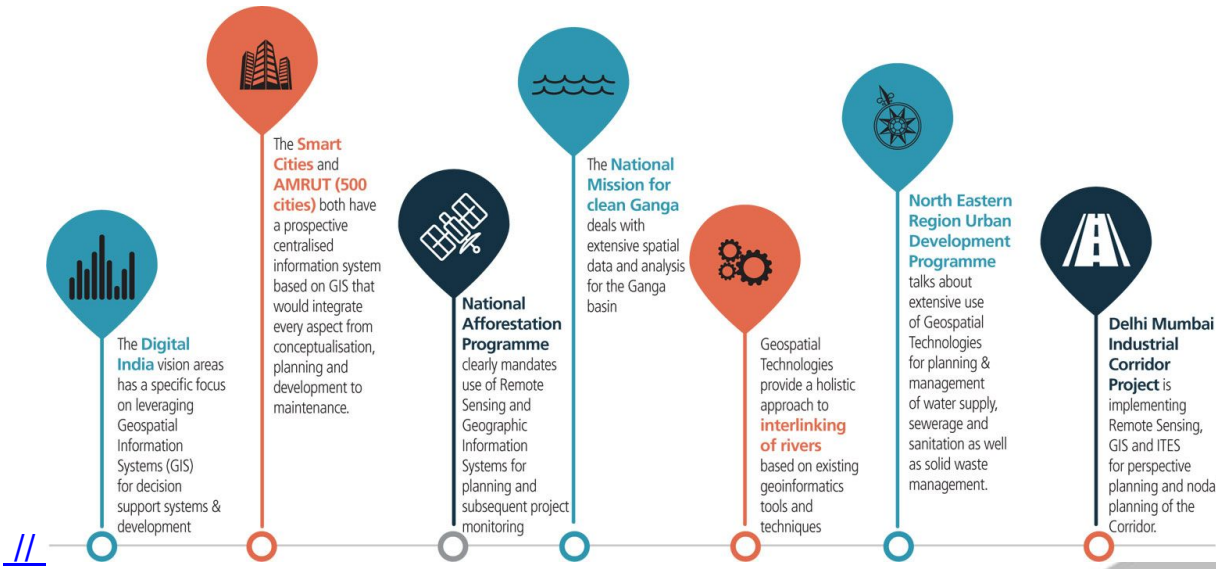 The Digital
India vision areas
has a specific focus
on leveraging
Geospatial
Information
Systems (GIS)
for decision
support systems &
development
The Smart
Cities and
AMRUT (500
cities) both have
a prospective
centralised
information system
based on GIS that
would integrate
every aspect from
conceptualisation,
planning and
development to
maintenance.
National
Afforestation
Programme
clearly mandates
use of Remote
Sensing and
Geographic
Information
Systems for
planning and
subsequent project
monitoring
The National
Mission for
clean Ganga
deals with
extensive spatial
data and analysis
for the Ganga
basin
Geospatial
Technologies
provide a holistic
approach to
interlinking
of rivers
based on existing
geoinformatics
tools and
techniques
North Eastern
Region Urban
Development
Programme
talks about
extensive use
of Geospatial
Technologies
for planning &
management
of water supply,
sewerage and
sanitation as well
as solid waste
management.
Delhi Mumbai
Industrial
Corridor
Project is
implementing
Remote Sensing,
GIS and ITES
for perspective
planning and noda
planning of the
Corridor.
//